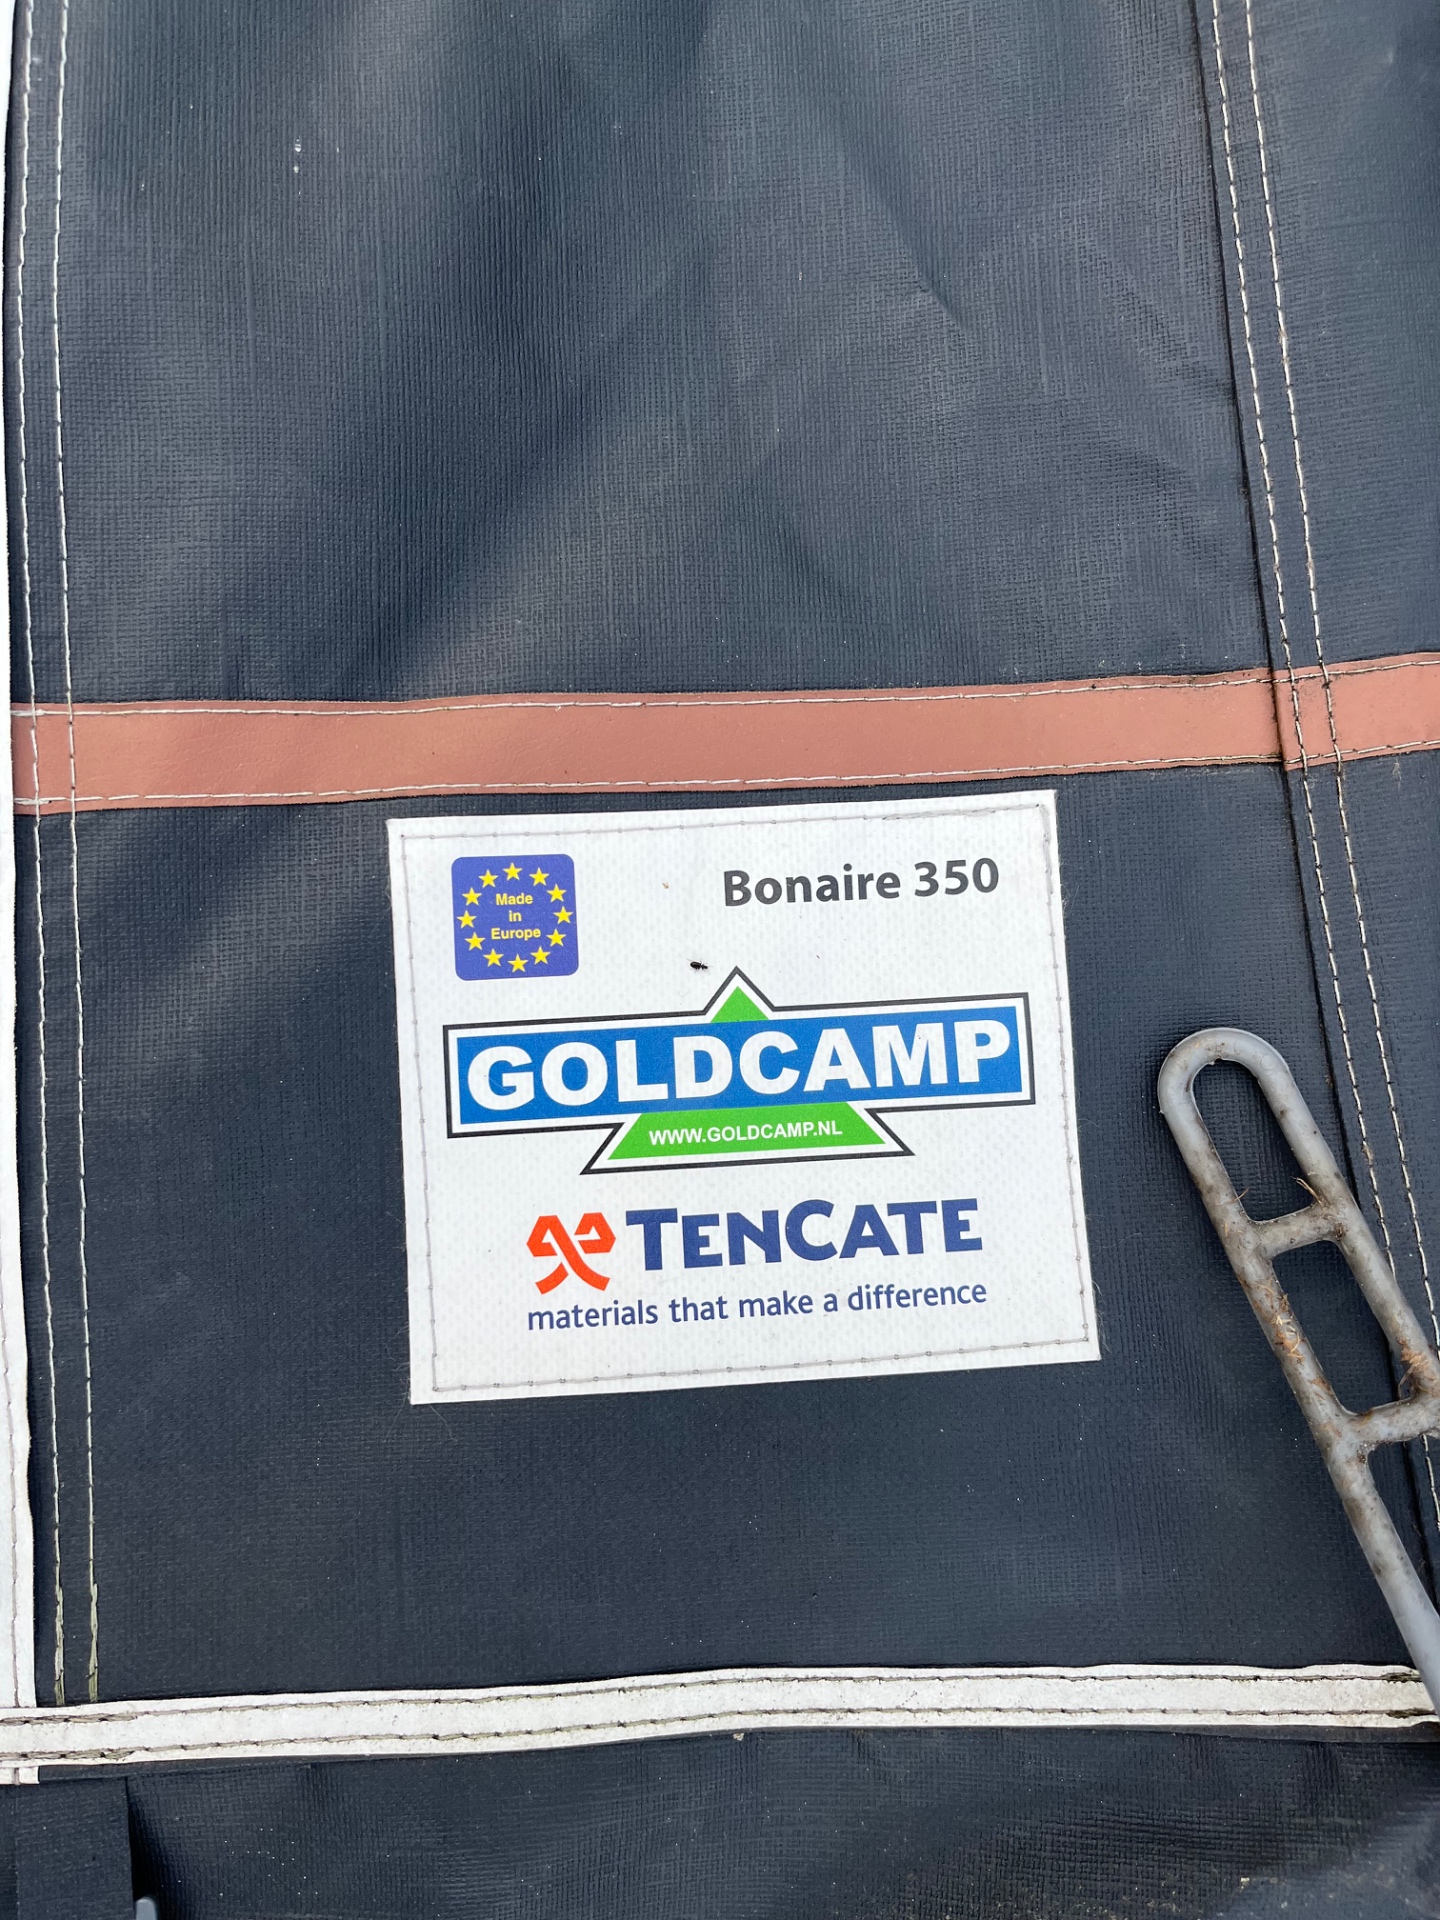 Made
in
Europe
Bonaire 350
GOLDCAMP
WWW.GOLDCAMP.NL
TENCATE
materials that make a difference